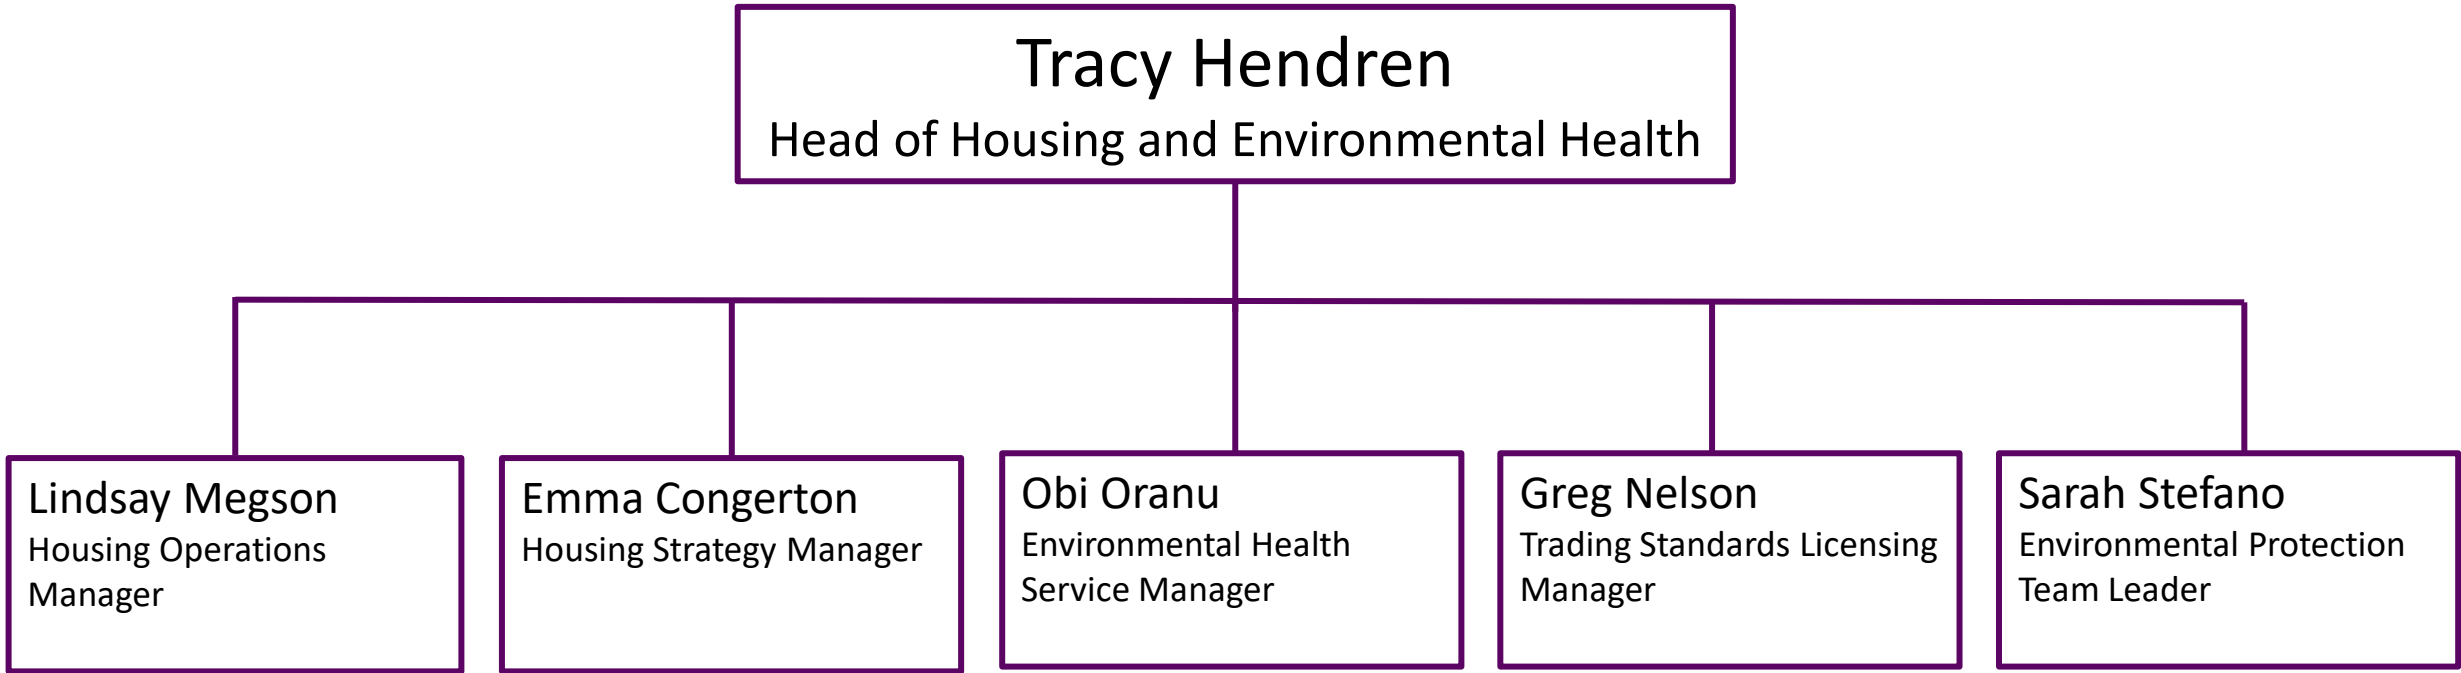 Tracy Hendren
Head of Housing and Environmental Health
Lindsay Megson
Housing Operations
Manager
Emma Congerton
Housing Strategy Manager
Obi Oranu
Environmental Health
Service Manager
Greg Nelson
Trading Standards Licensing
Manager
Sarah Stefano
Environmental Protection
Team Leader